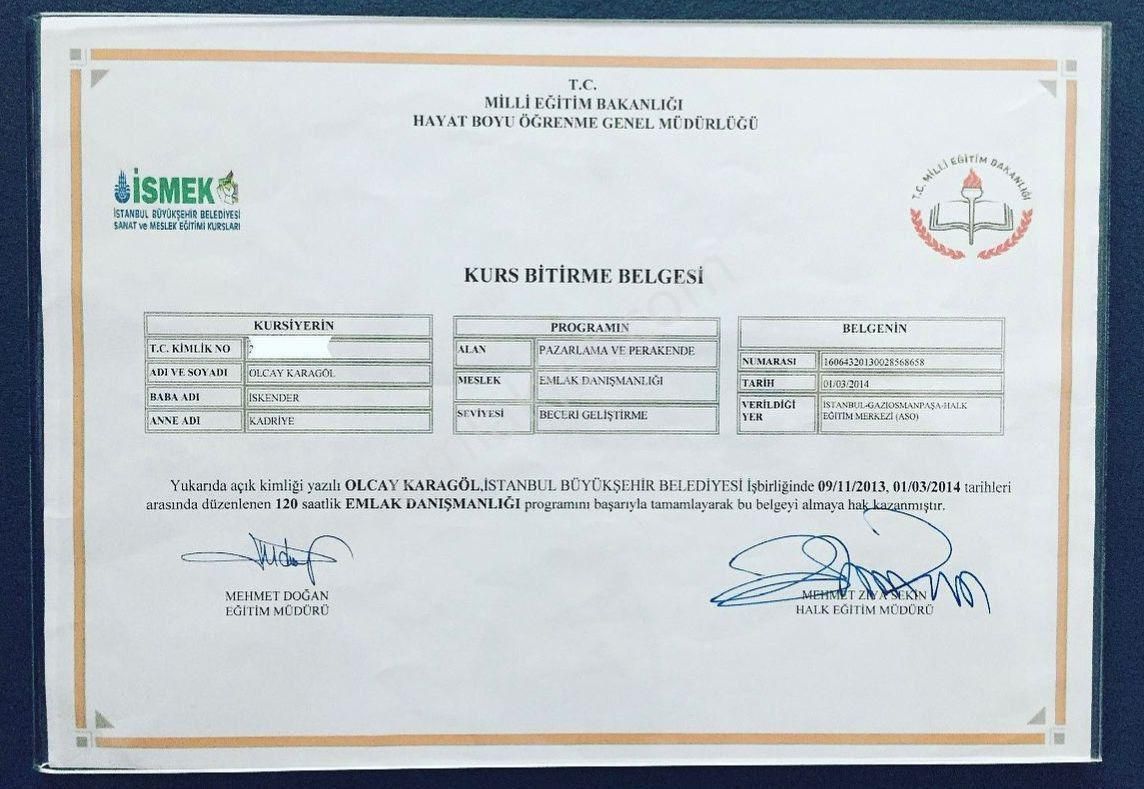 T.C.
MİLLİ EĞİTİM BAKANLIĞI
HAYAT BOYU ÖĞRENME GENEL MÜDÜRLÜĞÜ
İSMEK
İSTANBUL BÜYÜKŞEHİR BELEDİYESİ
SANAT ve MESLEK EĞİTİMİ KURSLARI
T.C. MİLLİ EĞİTİM BAKANLIĞI
KURS BİTİRME BELGESİ
KURSİYERİN
T.C. KİMLİK NO
ADI VE SOYADI OLCAY KARAGÖL
BABA ADI İSKENDER
ANNE ADI KADRİYE
PROGRAMIN
ALAN PAZARLAMA VE PERAKENDE
MESLEK EMLAK DANIŞMANLIĞI
SEVİYESİ BECERİ GELİŞTİRME
BELGENİN
NUMARASI 16064320130028568658
TARİH 01/03/2014
VERİLDİĞİ YER İSTANBUL-GAZİOSMANPAŞA-HALK
EĞİTİM MERKEZİ (ASO)
Yukarıda açık kimliği yazılı OLCAY KARAGÖL,İSTANBUL BÜYÜKŞEHİR BELEDİYESİ İşbirliğinde 09/11/2013, 01/03/2014 tarihleri
arasında düzenlenen 120 saatlik EMLAK DANIŞMANLIĞI programını başarıyla tamamlayarak bu belgeyi almaya hak kazanmıştır.
MEHMET DOĞAN
EĞİTİM MÜDÜRÜ
MEHMET ZİYA SEKİN
HALK EĞİTİM MÜDÜRÜ